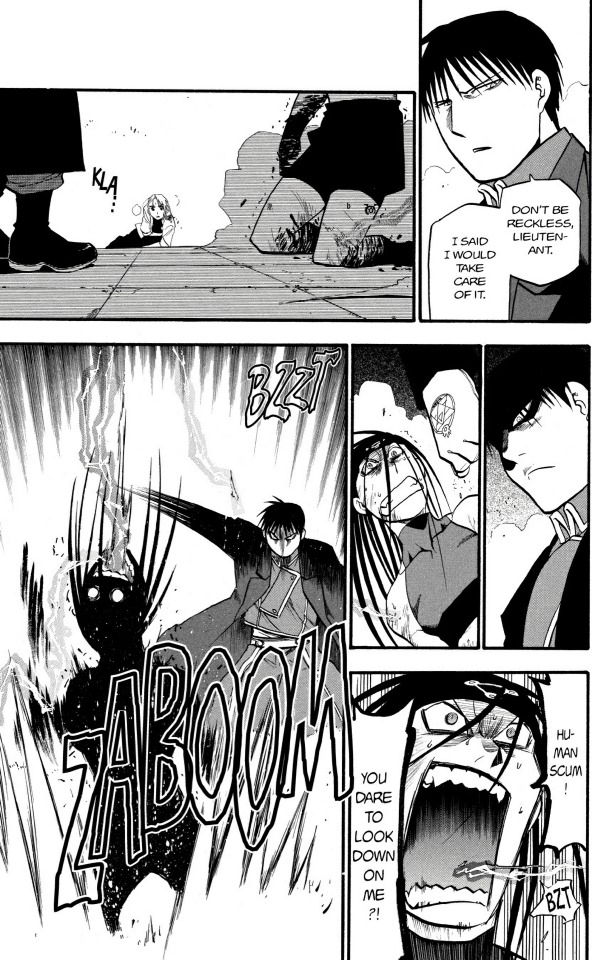 DON'T BE
RECKLESS,
LIEUTEN-
ANT.
I SAID
I WOULD
TAKE
CARE
OF IT.
KLA
BZZT
HU-
MAN
SCUM
!
YOU
DARE
TO
LOOK
DOWN
ON
ME
?!
BZT
ZABOOM